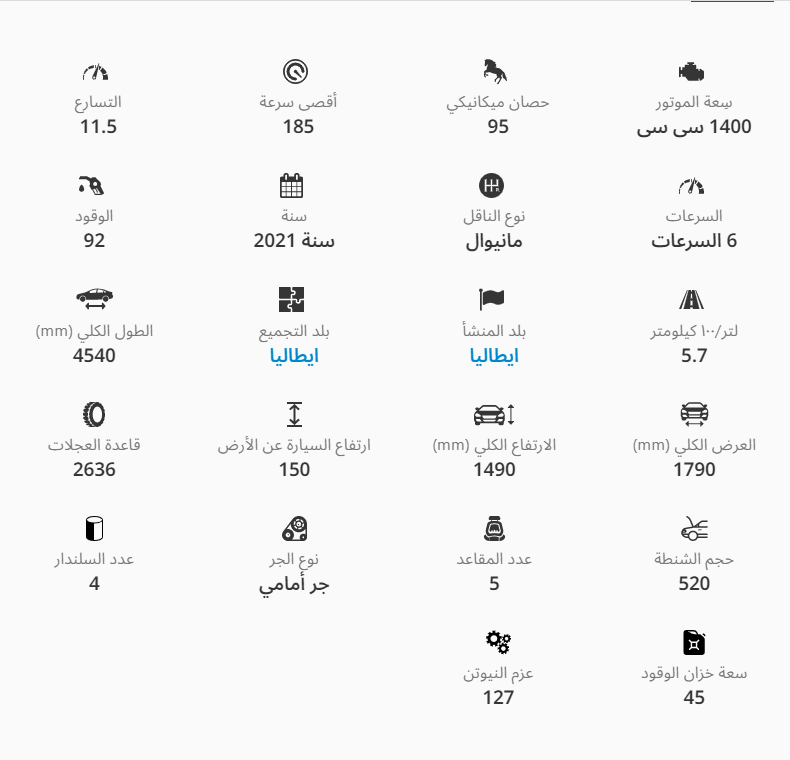 سِعة الموتور
1400 سى سى
حصان ميكانيكي
95
أقصى سرعة
185
التسارع
11.5
السرعات
6 السرعات
نوع الناقل
مانيوال
سنة
سنة 2021
الوقود
92
لتر/١٠٠ كيلومتر
5.7
بلد المنشأ
ايطاليا
بلد التجميع
ايطاليا
الطول الكلي (mm)
4540
العرض الكلي (mm)
1790
الارتفاع الكلي (mm)
1490
ارتفاع السيارة عن الأرض
150
قاعدة العجلات
2636
حجم الشنطة
520
عدد المقاعد
5
نوع الجر
جر أمامي
عدد السلندار
4
سعة خزان الوقود
45
عزم النيوتن
127